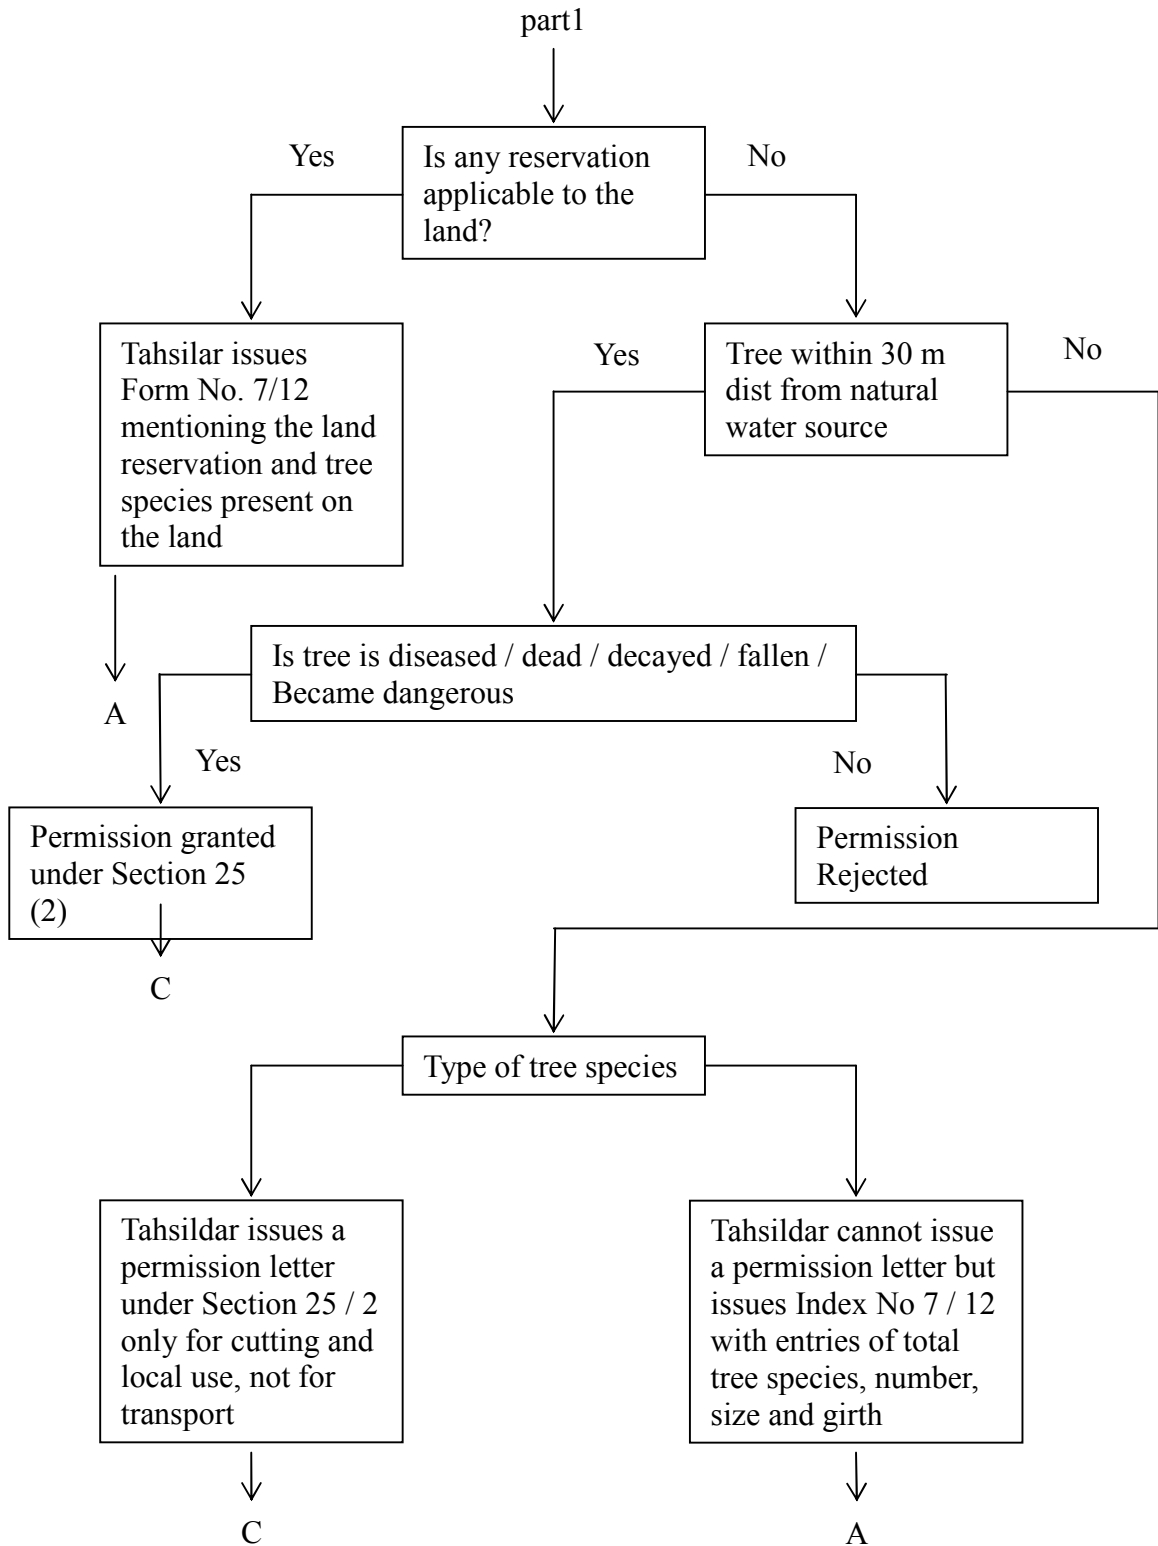 part1
Yes
Is any reservation
applicable to the
land?
No
Tahsilar issues
Form No. 7/12
mentioning the land
reservation and tree
species present on
the land
Yes
Tree within 30 m
dist from natural
water source
No
A
Is tree is diseased / dead / decayed / fallen /
Became dangerous
Yes
No
Permission granted
under Section 25
(2)
Permission
Rejected
C
Type of tree species
Tahsildar issues a
permission letter
under Section 25 / 2
only for cutting and
local use, not for
transport
Tahsildar cannot issue
a permission letter but
issues Index No 7 / 12
with entries of total
tree species, number,
size and girth
C
A